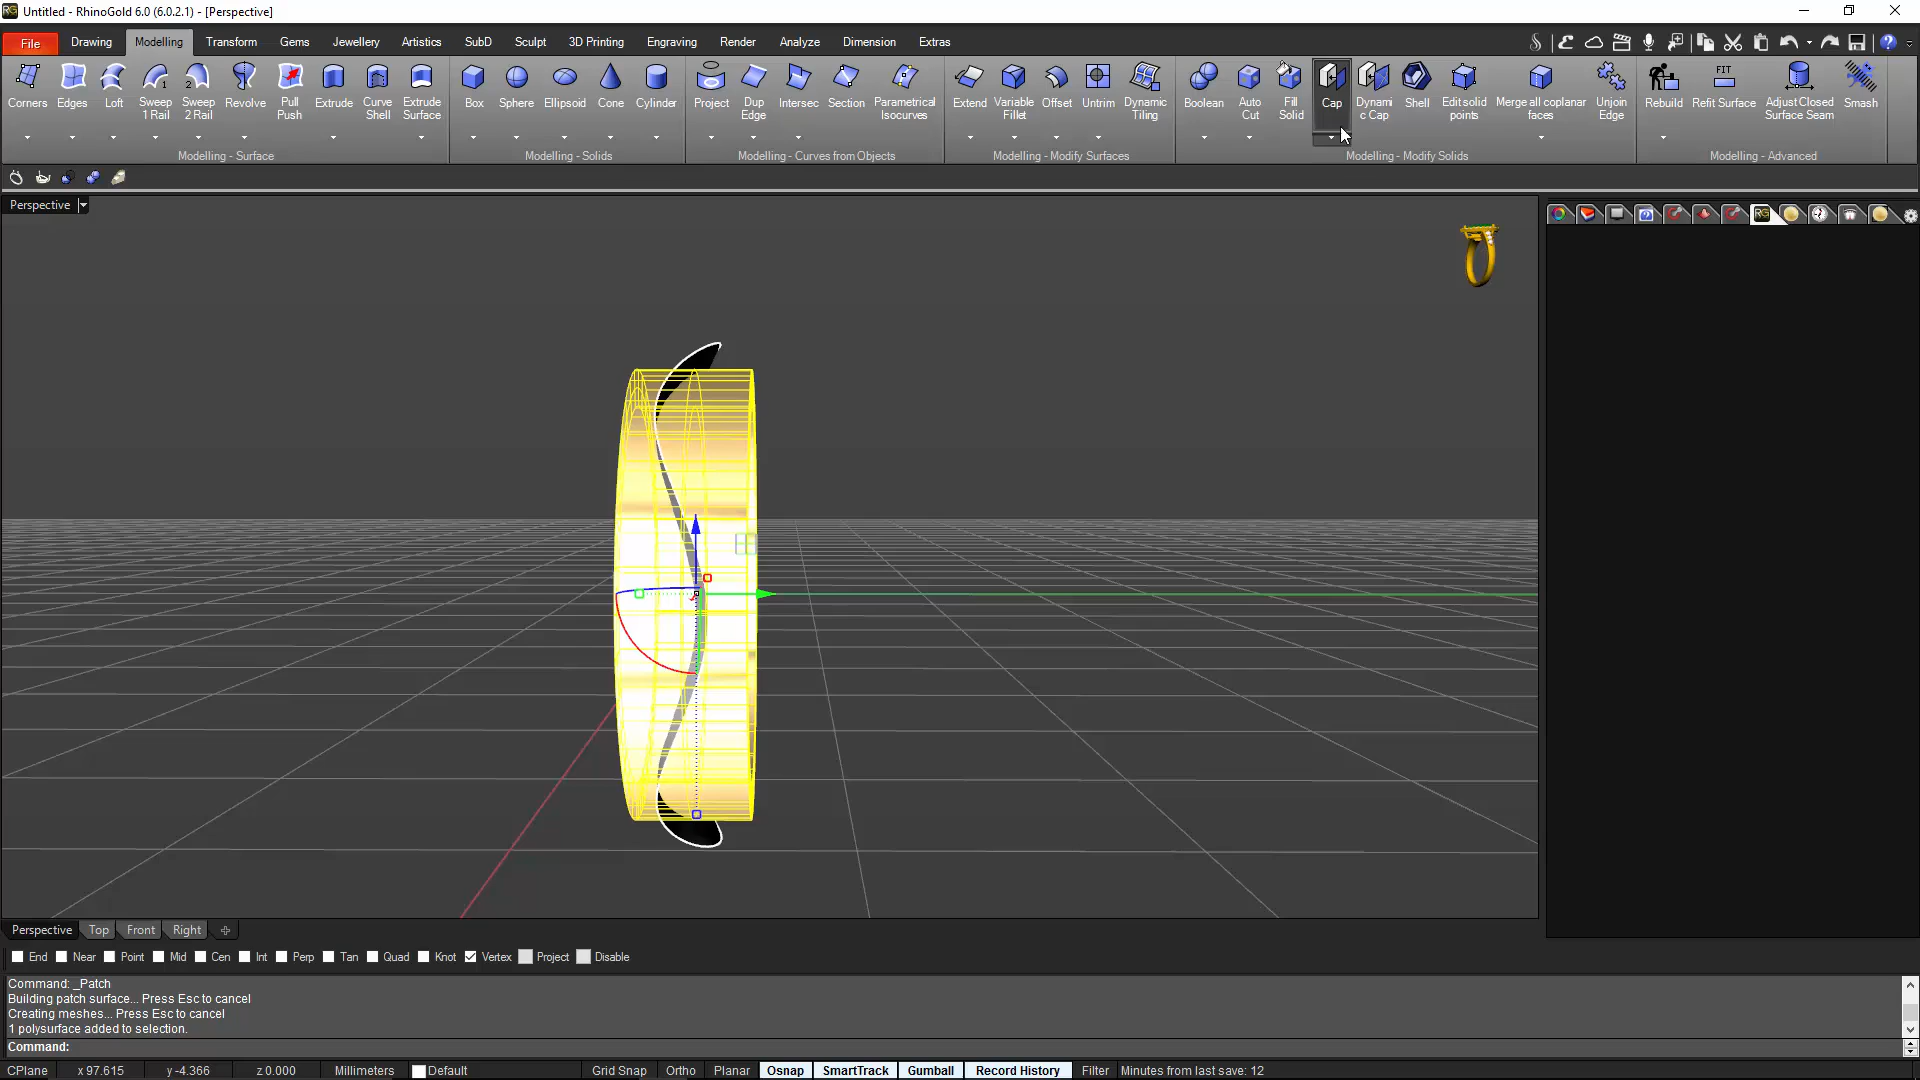 Untitled - RhinoGold 6.0 (6.0.2.1) - [Perspective]
File Drawing Modelling Transform Gems Jewellery Artistics SubD Sculpt 3D Printing Engraving Render Analyze Dimension Extras
Corners Edges Loft Sweep 1 Rail Sweep 2 Rail Revolve Pull Push Extrude Curve Shell Extrude Surface Box Sphere Ellipsoid Cone Cylinder Project Dup Edge Intersec Section Parametrical Isocurves Extend Variable Fillet Offset Untrim Dynamic Tiling Boolean Auto Cut Fill Solid Cap Dynami c Cap Shell Edit solid points Merge all coplanar faces Unjoin Edge Rebuild Refit Surface Adjust Closed Surface Seam Smash
Modelling - Surface Modelling - Solids Modelling - Curves from Objects Modelling - Modify Surfaces Modelling - Modify Solids Modelling - Advanced
Perspective
Perspective Top Front Right
End Near Point Mid Cen Int Perp Tan Quad Knot Vertex Project Disable
Command: _Patch
Building patch surface... Press Esc to cancel
Creating meshes... Press Esc to cancel
1 polysurface added to selection.
Command:
CPlane x 97.615 y -4.366 z 0.000 Millimeters Default Grid Snap Ortho Planar Osnap SmartTrack Gumball Record History Filter Minutes from last save: 12